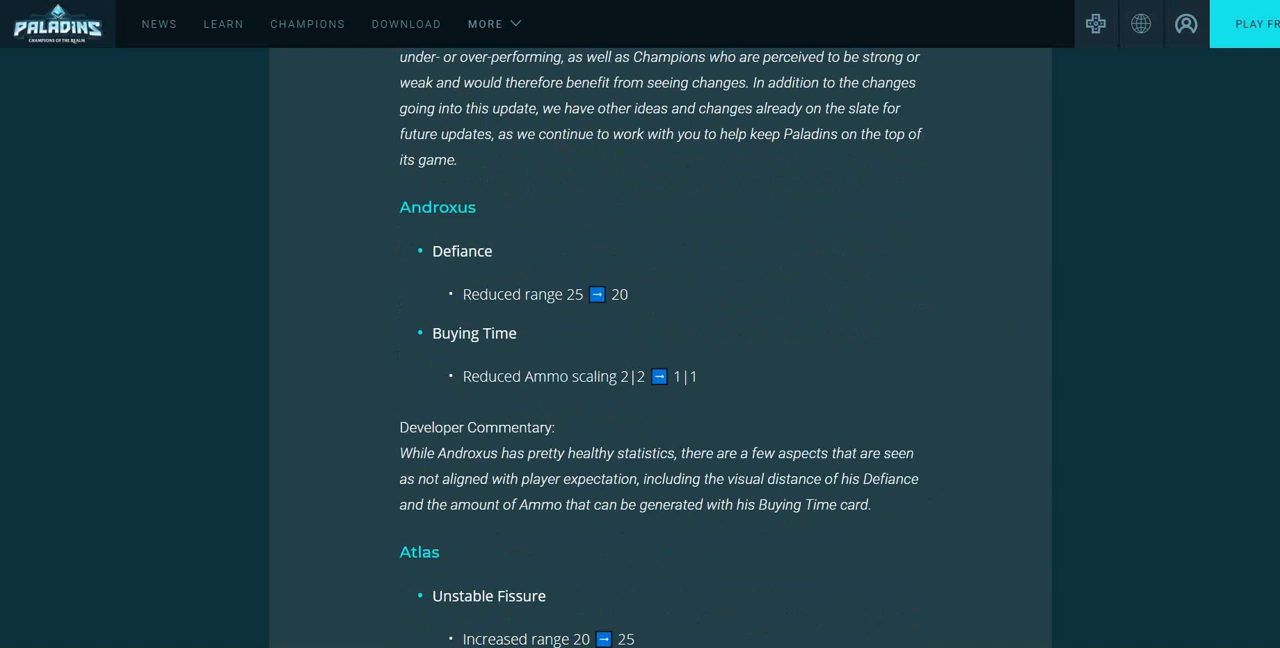 PALADINS
CHAMPIONS OF THE REALM
NEWS
LEARN
CHAMPIONS
DOWNLOAD
MORE
PLAY FR
under- or over-performing, as well as Champions who are perceived to be strong or
weak and would therefore benefit from seeing changes. In addition to the changes
going into this update, we have other ideas and changes already on the slate for
future updates, as we continue to work with you to help keep Paladins on the top of
its game.
Androxus
• Defiance
• Reduced range 25 ➡ 20
• Buying Time
• Reduced Ammo scaling 2|2 ➡ 1|1
Developer Commentary:
While Androxus has pretty healthy statistics, there are a few aspects that are seen
as not aligned with player expectation, including the visual distance of his Defiance
and the amount of Ammo that can be generated with his Buying Time card.
Atlas
• Unstable Fissure
• Increased range 20 ➡ 25